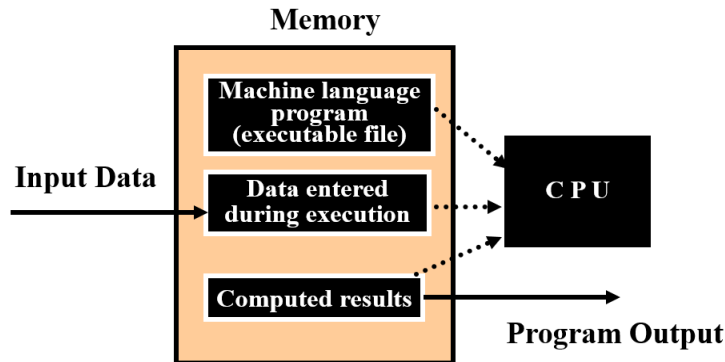 Memory
Machine language
program
(executable file)
Input Data
Data entered
during execution
C P U
Computed results
Program Output